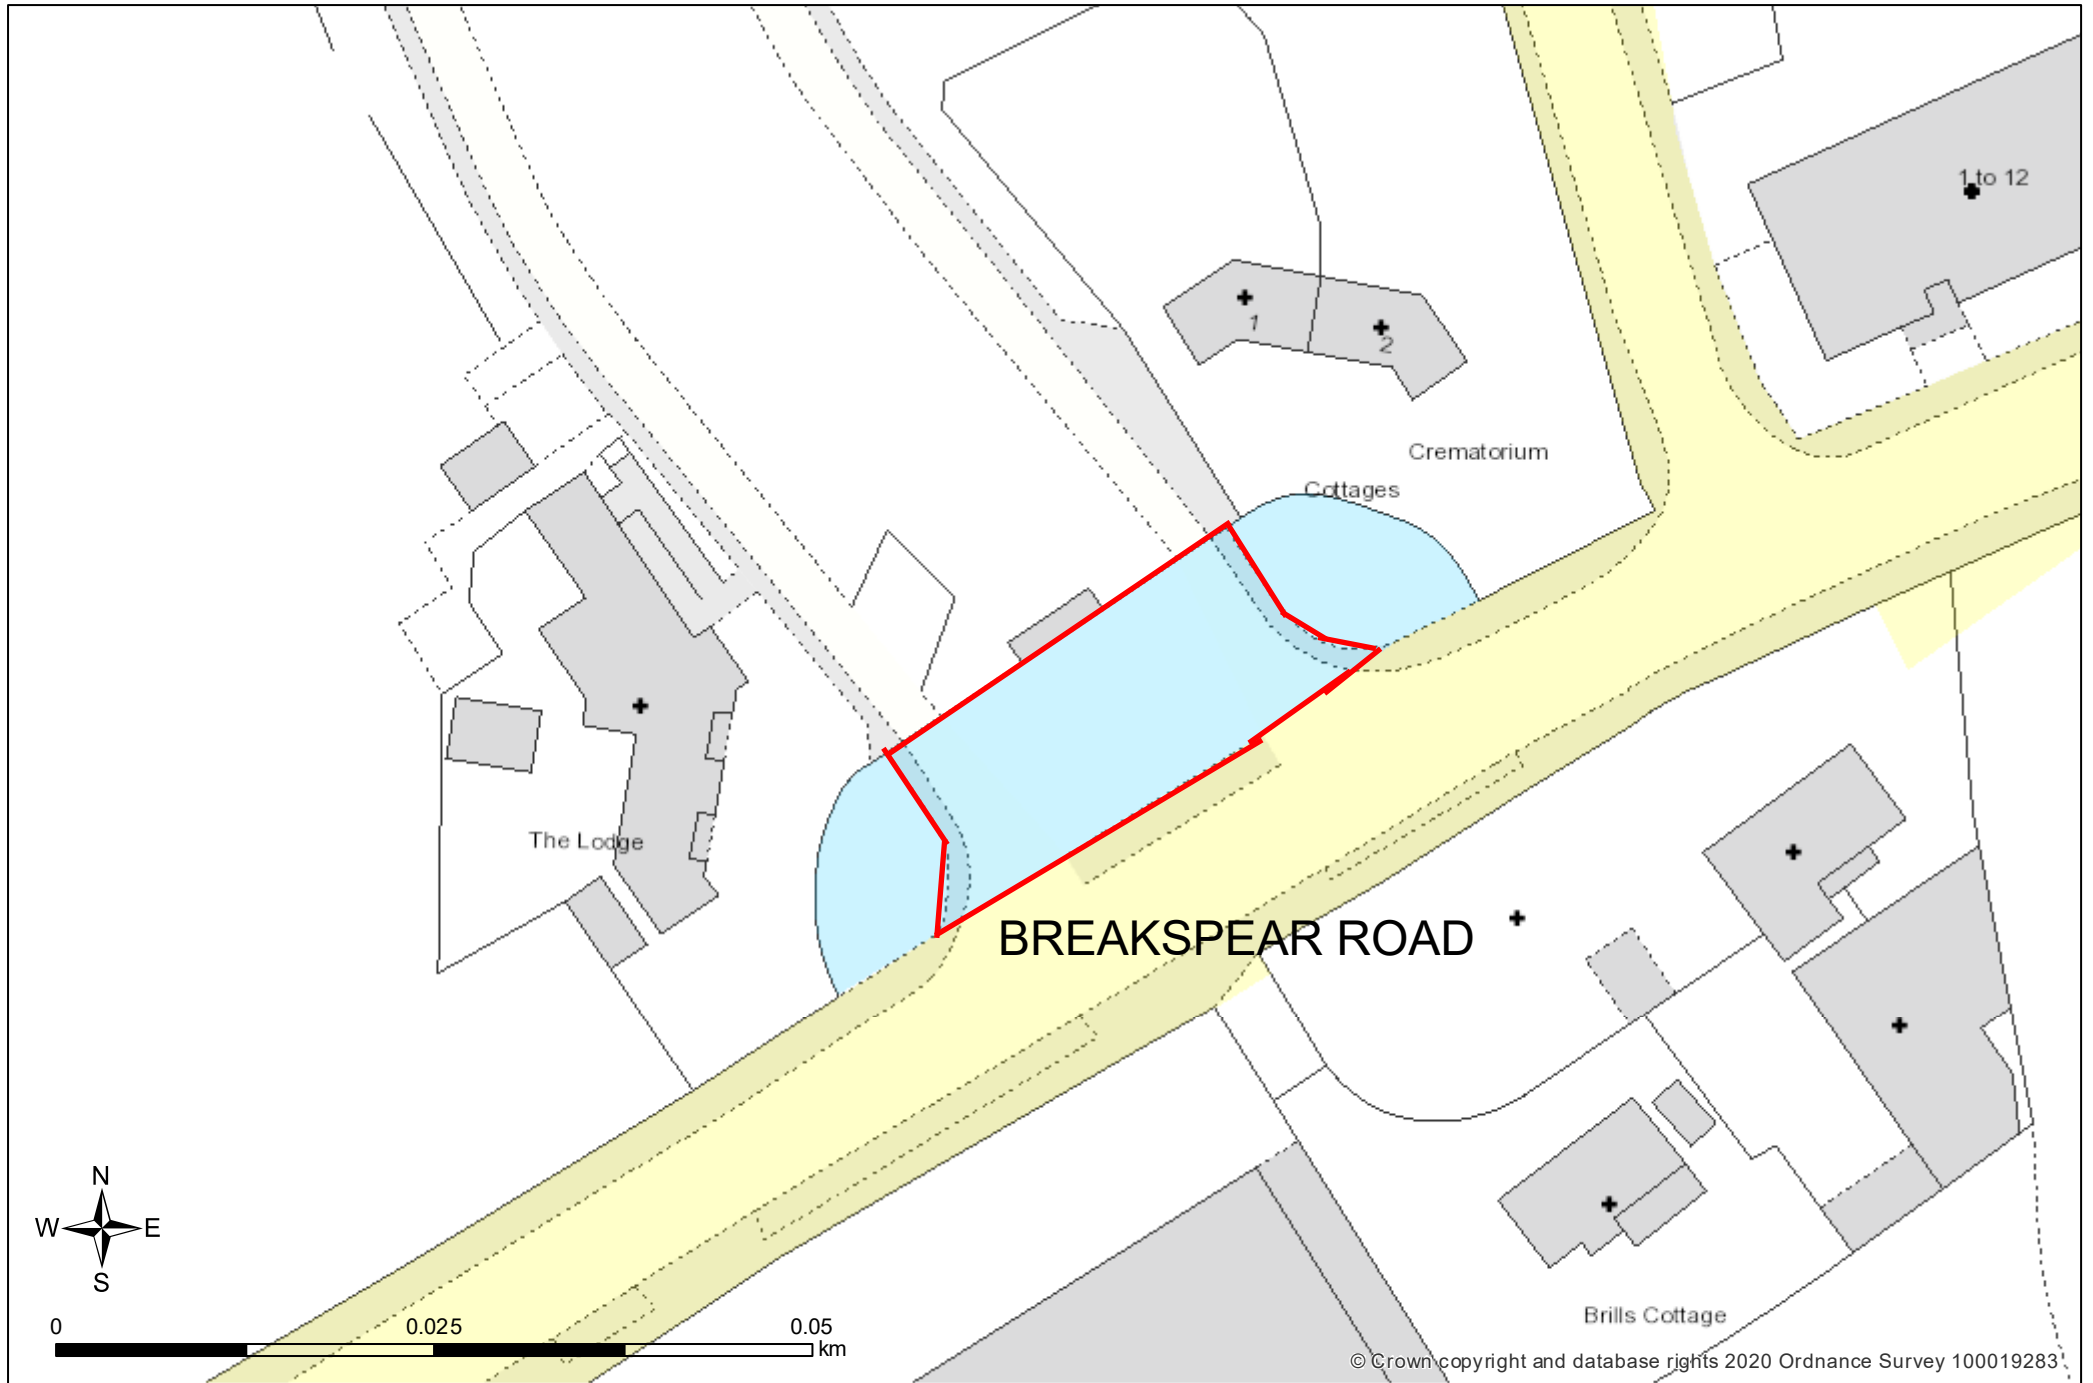 1 to 12
1
2
Crematorium
Cottages
The Lodge
BREAKSPEAR ROAD
N
W E
S
Brills Cottage
0 0.025 0.05
km
© Crown copyright and database rights 2020 Ordnance Survey 100019283